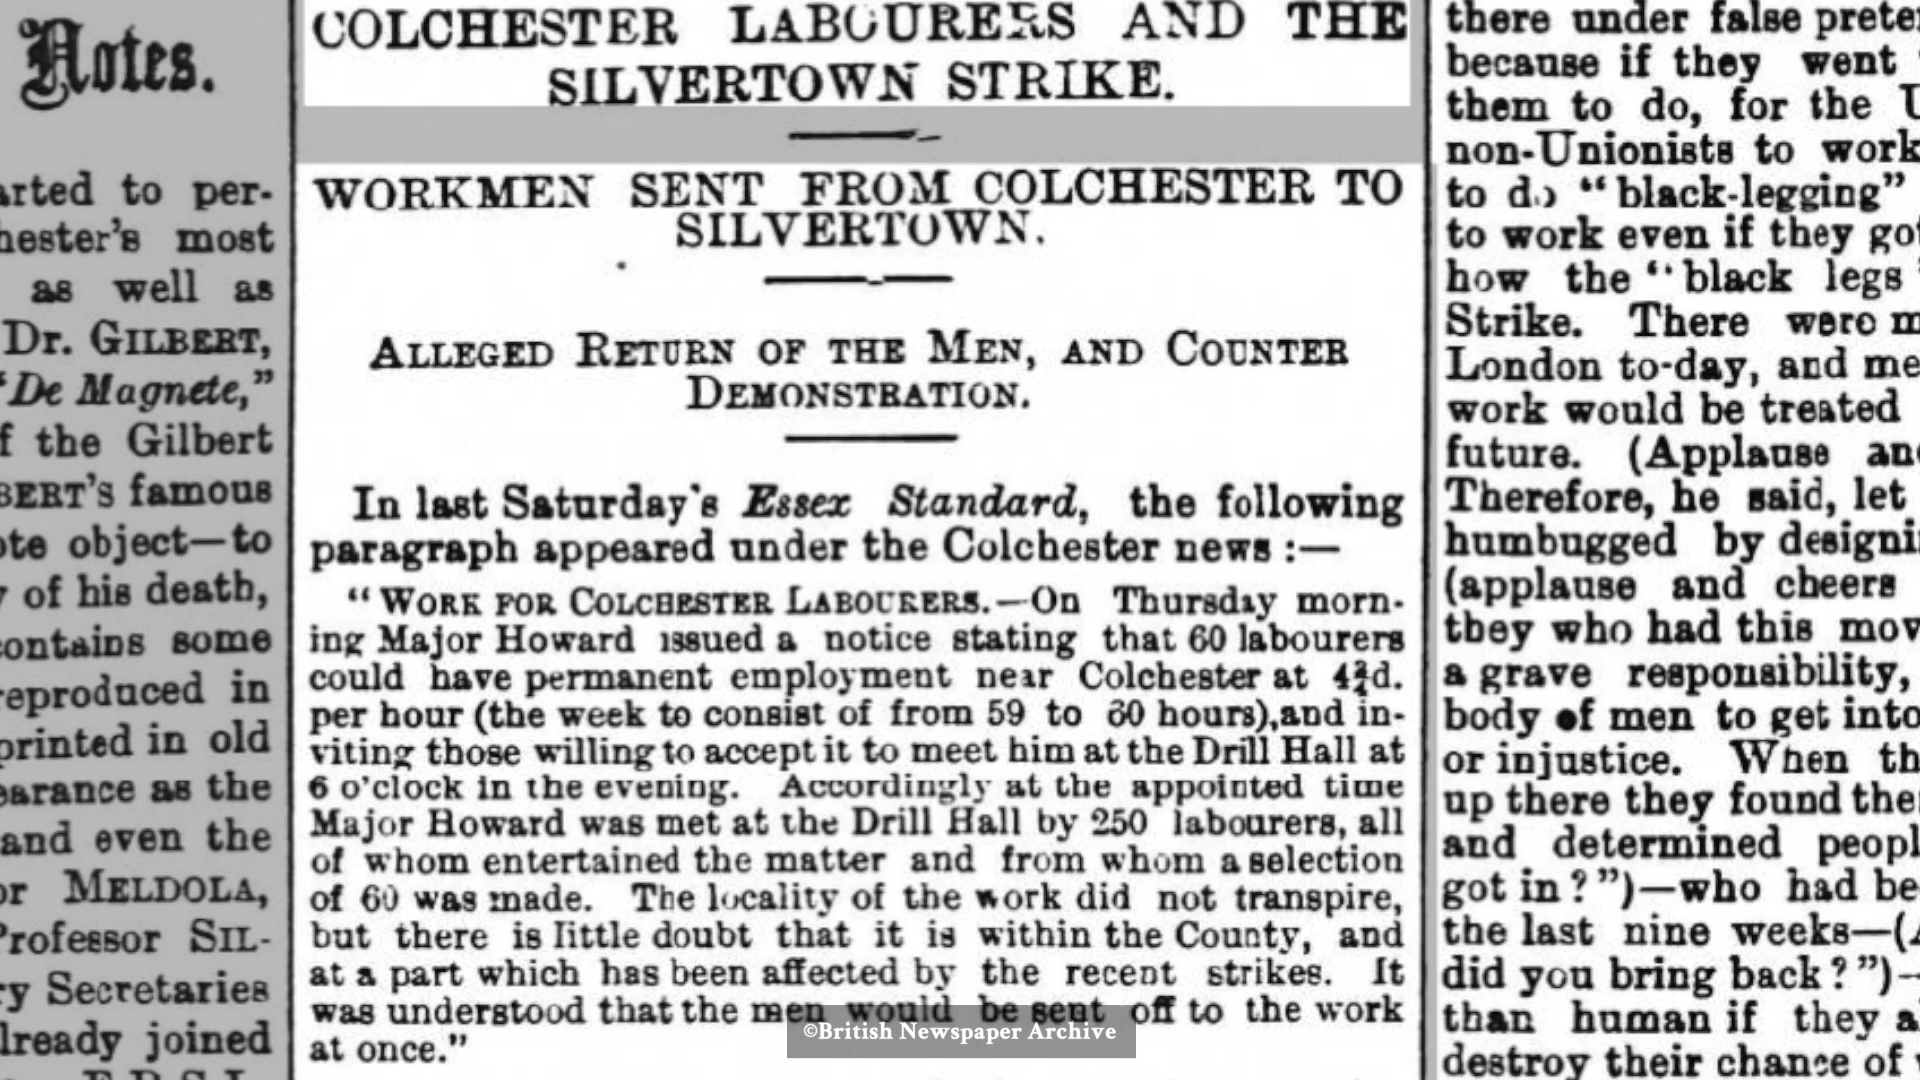 Notes.
arted to per-
hester's most
as well as
Dr. GILBERT,
"De Magnete,"
f the Gilbert
BERT'S famous
ote object—to
y of his death,
contains some
reproduced in
printed in old
earance as the
and even the
or MELDOLA,
Professor SIL-
ry Secretaries
lready joined
COLCHESTER LABOURERS AND THE
SILVERTOWN STRIKE.
WORKMEN SENT FROM COLCHESTER TO
SILVERTOWN.
ALLEGED RETURN OF THE MEN, AND COUNTER
DEMONSTRATION.
In last Saturday's Essex Standard, the following
paragraph appeared under the Colchester news :—
"WORK FOR COLCHESTER LABOURERS.—On Thursday morn-
ing Major Howard issued a notice stating that 60 labourers
could have permanent employment near Colchester at 4¾d.
per hour (the week to consist of from 59 to 60 hours),and in-
viting those willing to accept it to meet him at the Drill Hall at
6 o'clock in the evening. Accordingly at the appointed time
Major Howard was met at the Drill Hall by 250 labourers, all
of whom entertained the matter and from whom a selection
of 60 was made. The locality of the work did not transpire,
but there is little doubt that it is within the County, and
at a part which has been affected by the recent strikes. It
was understood that the men would be sent off to the work
at once."
©British Newspaper Archive
there under false prete
because if they went
them to do, for the U
non-Unionists to work
to do "black-legging"
to work even if they got
how the "black legs
Strike. There were m
London to-day, and me
work would be treated
future. (Applause an
Therefore, he said, let
humbugged by designi
(applause and cheers
they who had this mov
a grave responsibility,
body of men to get into
or injustice. When th
up there they found the
and determined peopl
got in?")—who had be
the last nine weeks—(A
did you bring back?")—
than human if they a
destroy their chance of